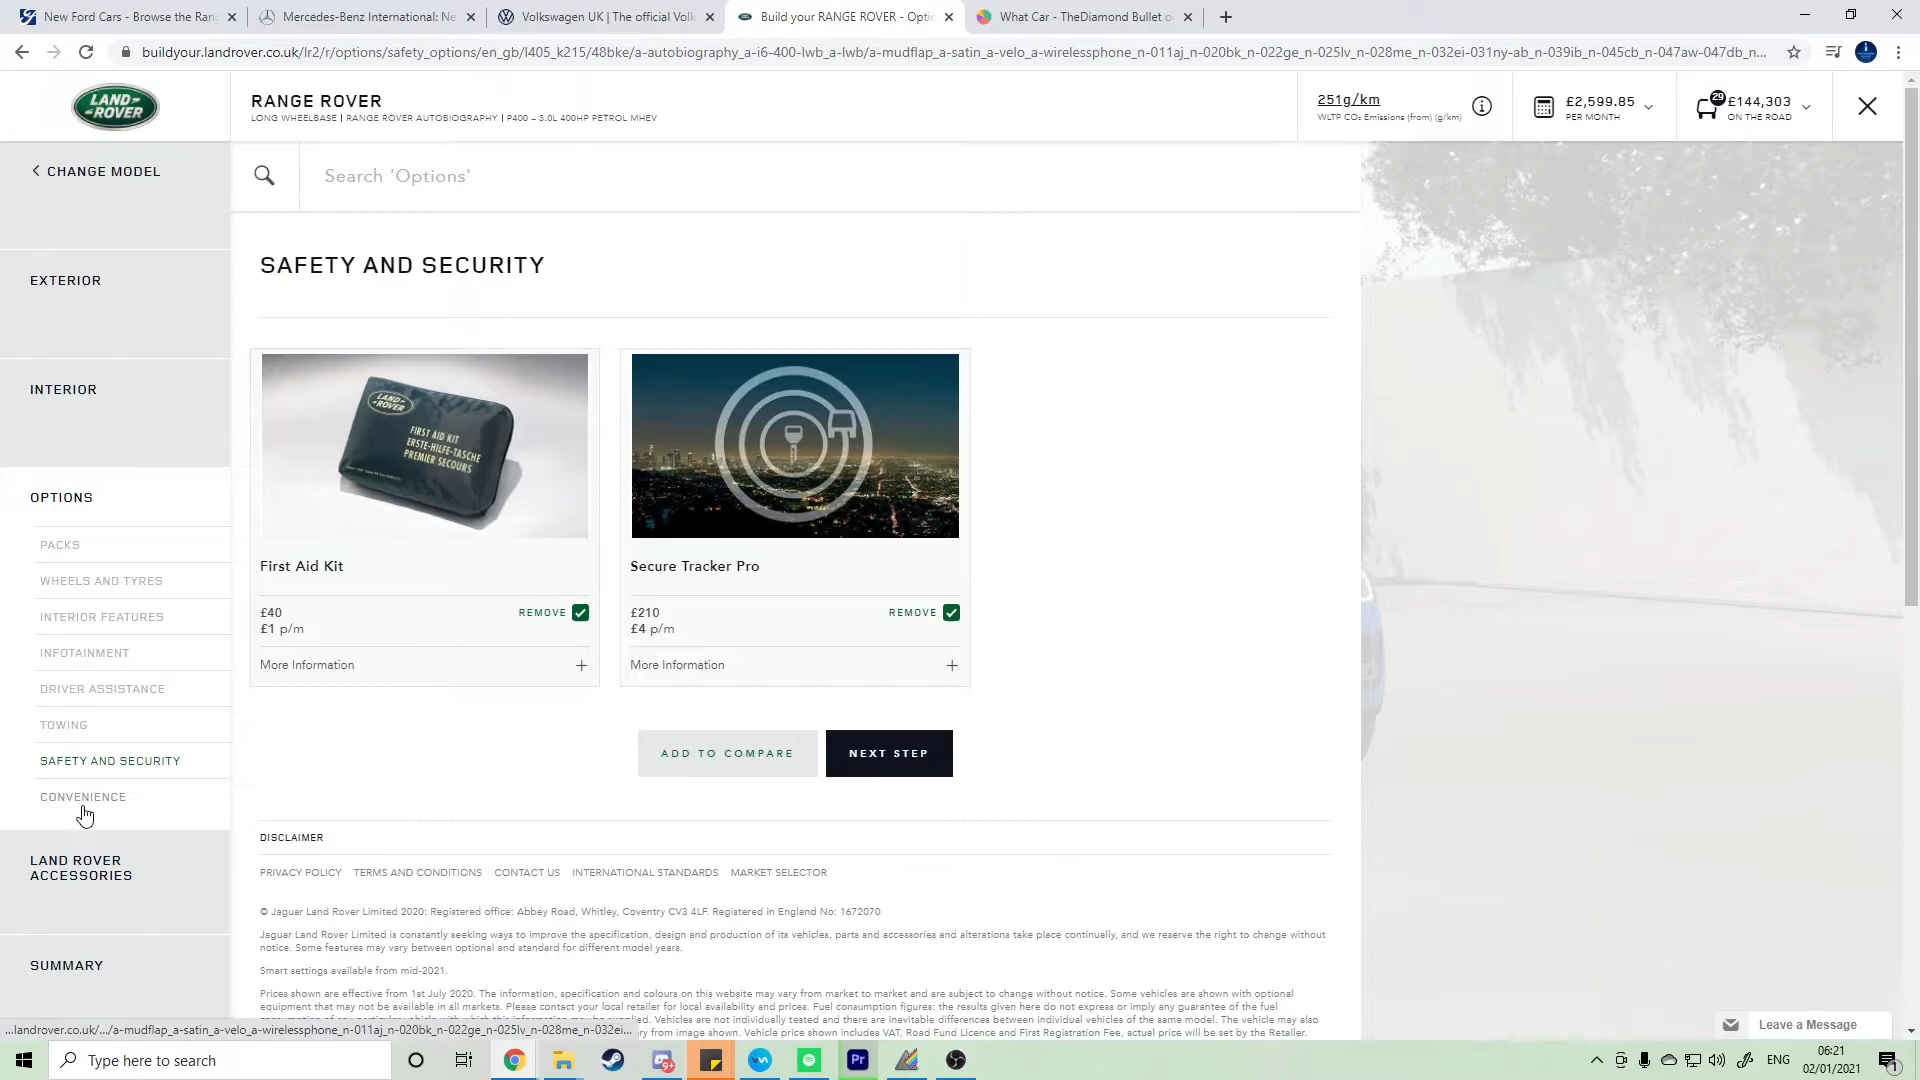 New Ford Cars - Browse the Rang
Mercedes-Benz International: Ne
Volkswagen UK | The official Volk
Build your RANGE ROVER - Optio
What Car - TheDiamond Bullet o
buildyour.landrover.co.uk/lr2/r/options/safety_options/en_gb/l405_k215/48bke/a-autobiography_a-i6-400-lwb_a-lwb/a-mudflap_a-satin_a-velo_a-wirelessphone_n-011aj_n-020bk_n-022ge_n-025lv_n-028me_n-032ei-031ny-ab_n-039ib_n-045cb_n-047aw-047db_n...
LAND-
ROVER
RANGE ROVER
LONG WHEELBASE | RANGE ROVER AUTOBIOGRAPHY | P400 – 3.0L 400HP PETROL MHEV
251g/km
WLTP CO₂ Emissions (from) (g/km)
£2,599.85
PER MONTH
29
£144,303
ON THE ROAD
CHANGE MODEL
Search 'Options'
EXTERIOR
INTERIOR
OPTIONS
PACKS
WHEELS AND TYRES
INTERIOR FEATURES
INFOTAINMENT
DRIVER ASSISTANCE
TOWING
SAFETY AND SECURITY
CONVENIENCE
LAND ROVER
ACCESSORIES
SUMMARY
SAFETY AND SECURITY
LAND-
ROVER
FIRST AID KIT
ERSTE-HILFE-TASCHE
PREMIER SECOURS
First Aid Kit
£40
£1 p/m
REMOVE
More Information
Secure Tracker Pro
£210
£4 p/m
REMOVE
More Information
ADD TO COMPARE
NEXT STEP
DISCLAIMER
PRIVACY POLICY TERMS AND CONDITIONS CONTACT US INTERNATIONAL STANDARDS MARKET SELECTOR
© Jaguar Land Rover Limited 2020: Registered office: Abbey Road, Whitley, Coventry CV3 4LF. Registered in England No: 1672070
Jaguar Land Rover Limited is constantly seeking ways to improve the specification, design and production of its vehicles, parts and accessories and alterations take place continually, and we reserve the right to change without
notice. Some features may vary between optional and standard for different model years.
Smart settings available from mid-2021.
Prices shown are effective from 1st July 2020. The information, specification and colours on this website may vary from market to market and are subject to change without notice. Some vehicles are shown with optional
equipment that may not be available in all markets. Please contact your local retailer for local availability and prices. Fuel consumption figures: the results given here do not express or imply any guarantee of the fuel
vehicles of the same model. The vehicle may also
ry from image shown. Vehicle price shown includes VAT, Road Fund Licence and First Registration Fee, actual price will be set by the Retailer.
...landrover.co.uk/.../a-mudflap_a-satin_a-velo_a-wirelessphone_n-011aj_n-020bk_n-022ge_n-025lv_n-028me_n-032ei...
Leave a Message
Type here to search
9+
Pr
ENG
06:21
02/01/2021
1